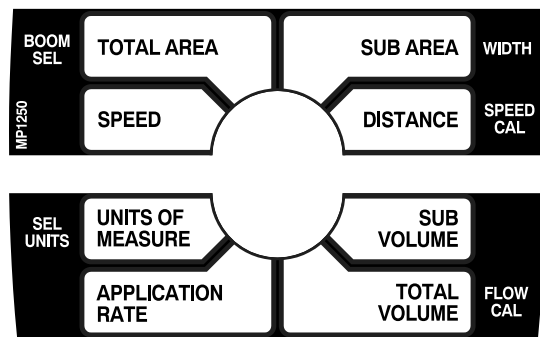 BOOM
SEL
TOTAL AREA
SUB AREA
WIDTH
MP1250
SPEED
DISTANCE
SPEED
CAL
SEL
UNITS
UNITS OF
MEASURE
SUB
VOLUME
APPLICATION
RATE
TOTAL
VOLUME
FLOW
CAL